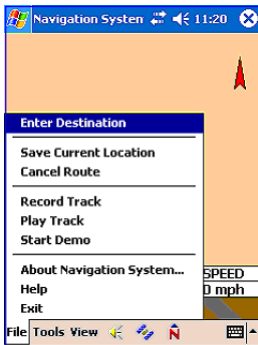 Navigation Systen 11:20
Enter Destination
Save Current Location
Cancel Route
Record Track
Play Track
Start Demo
About Navigation System...
Help
Exit
SPEED
0 mph
File Tools View N